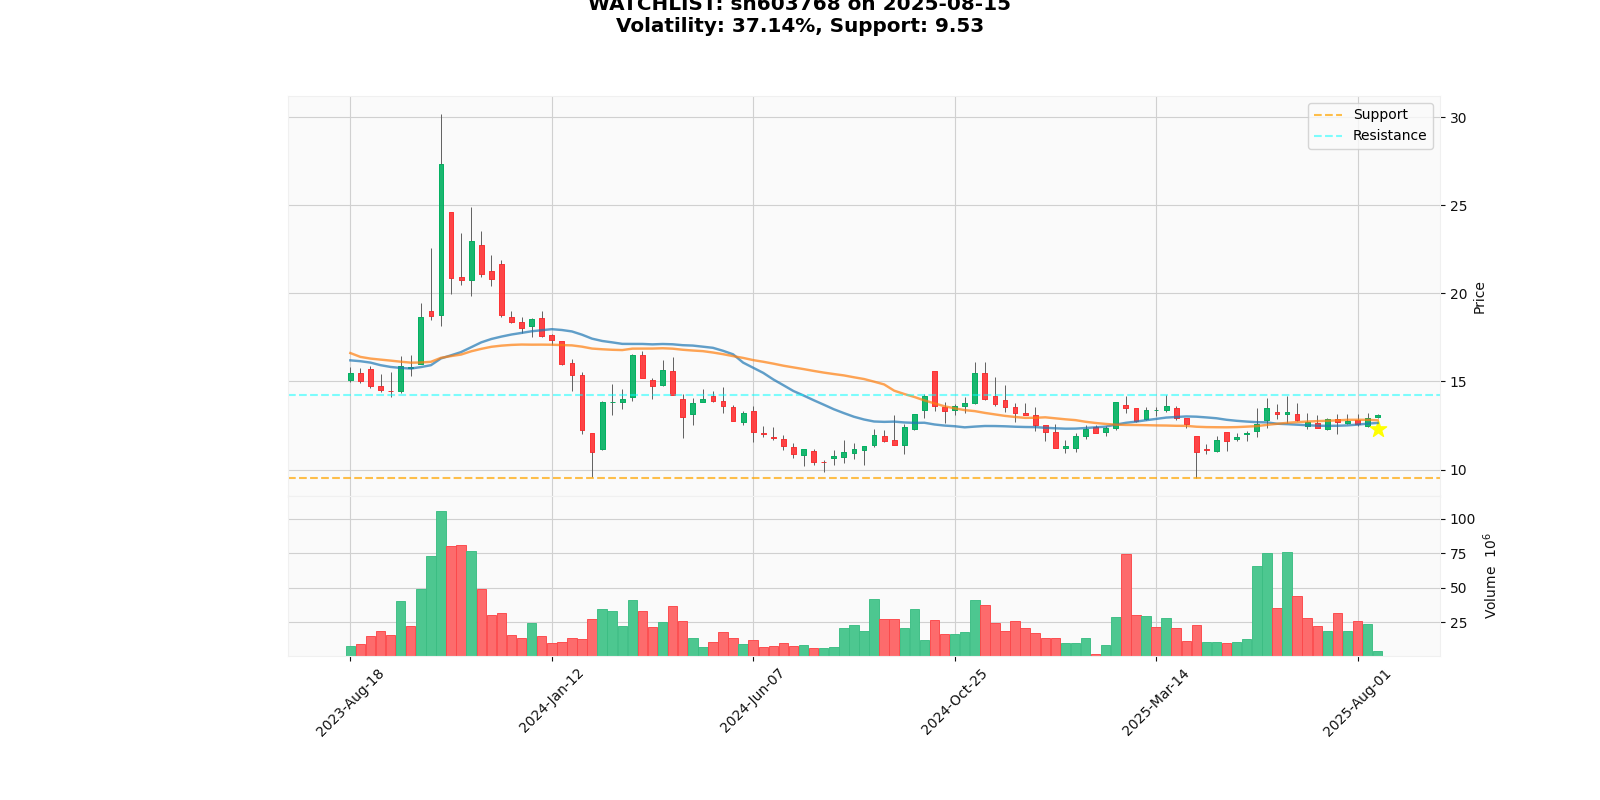 WATCHLIST: sh603768 on 2025-08-15
Volatility: 37.14%, Support: 9.53
Support
Resistance
30
25
20
15
10
Price
100
75
50
25
Volume 10^6
2023-Aug-18
2024-Jan-12
2024-Jun-07
2024-Oct-25
2025-Mar-14
2025-Aug-01